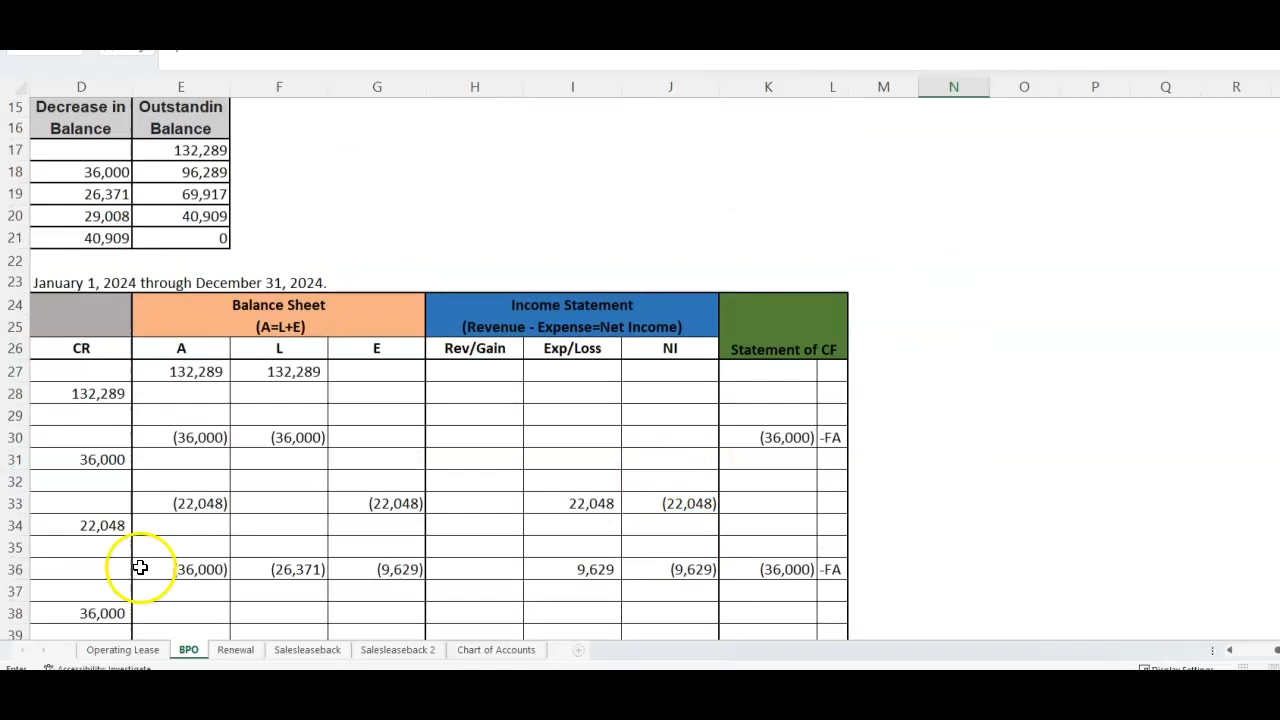 D E F G H I J K L M N O P Q R
15 Decrease in Outstandin
16 Balance Balance
17 132,289
18 36,000 96,289
19 26,371 69,917
20 29,008 40,909
21 40,909 0
22
23 January 1, 2024 through December 31, 2024.
24 Balance Sheet Income Statement
25 (A=L+E) (Revenue - Expense=Net Income)
26 CR A L E Rev/Gain Exp/Loss NI Statement of CF
27 132,289 132,289
28 132,289
29
30 (36,000) (36,000) (36,000) -FA
31 36,000
32
33 (22,048) (22,048) 22,048 (22,048)
34 22,048
35
36 36,000) (26,371) (9,629) 9,629 (9,629) (36,000) -FA
37
38 36,000
39
Operating Lease BPO Renewal Salesleaseback Salesleaseback 2 Chart of Accounts
Enter Accessibility: Investigate Display Settings